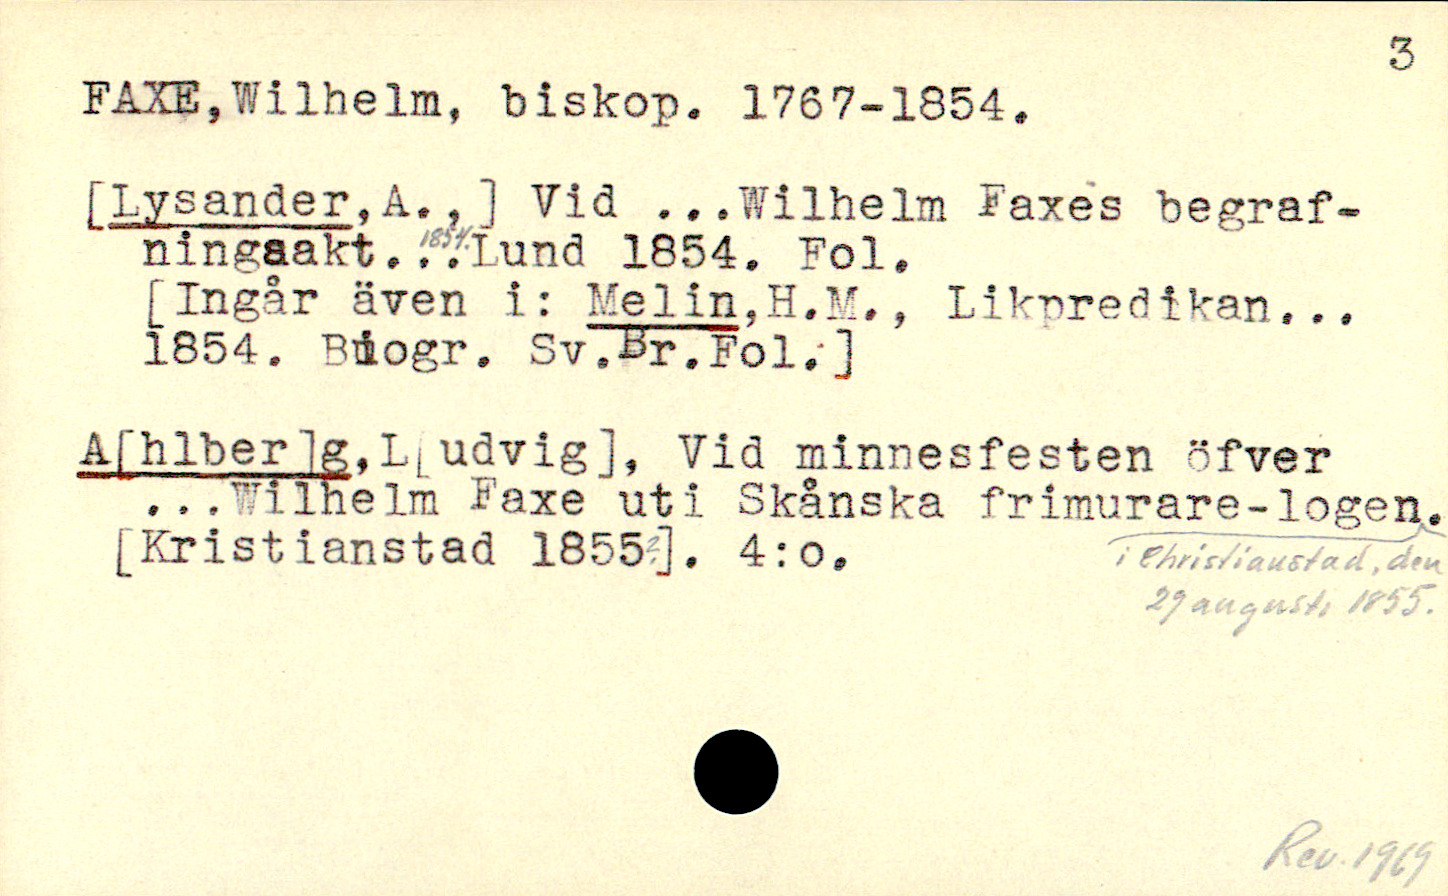 3
FAXE,Wilhelm, biskop. 1767-1854.
[Lysander,A.,] Vid ...Wilhelm Faxes begraf-
ningsakt... 1854. Lund 1854. Fol.
[Ingår även i: Melin,H.M., Likpredikan...
1854. Biogr. Sv.Br.Fol.]
A[hlber]g,L[udvig], Vid minnesfesten öfver
...Wilhelm Faxe uti Skånska frimurare-logen.
[Kristianstad 1855?]. 4:o.
i Christianstad, den
29 augusti 1855.
Rev. 1969